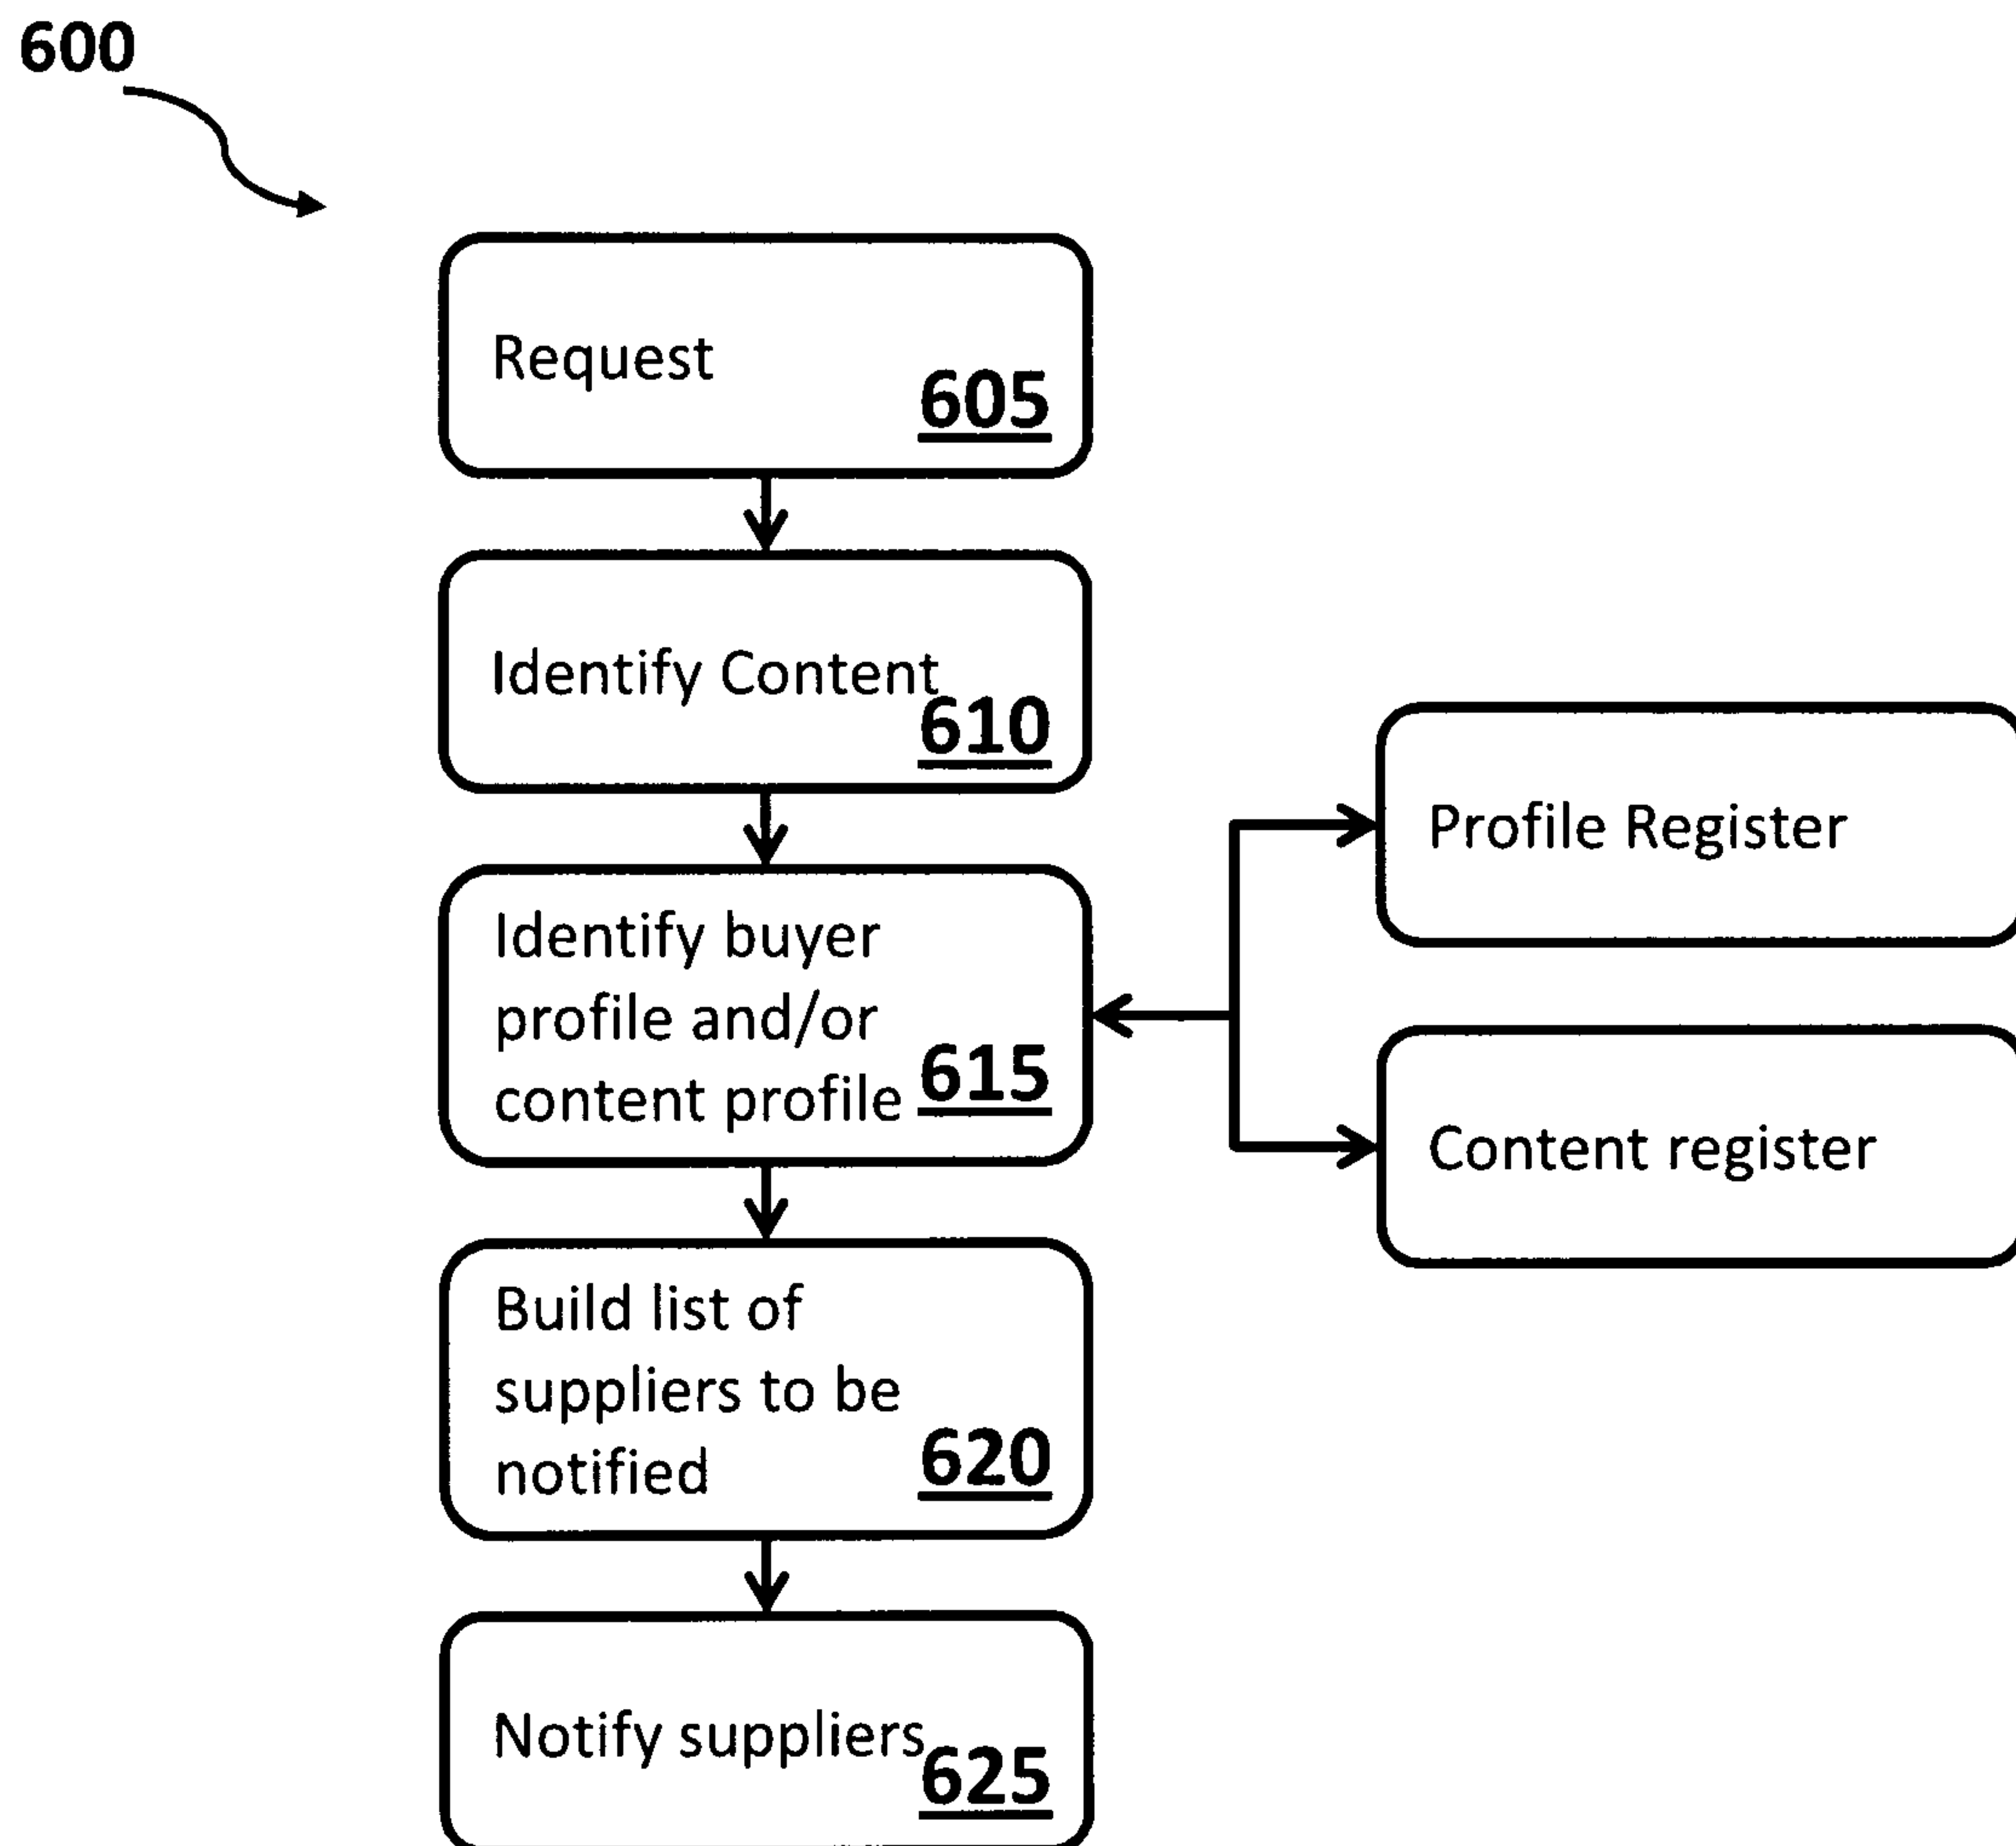 600
Request
605
Identify Content
610
Identify buyer
profile and/or
content profile
615
Profile Register
Content register
Build list of
suppliers to be
notified
620
Notify suppliers
625